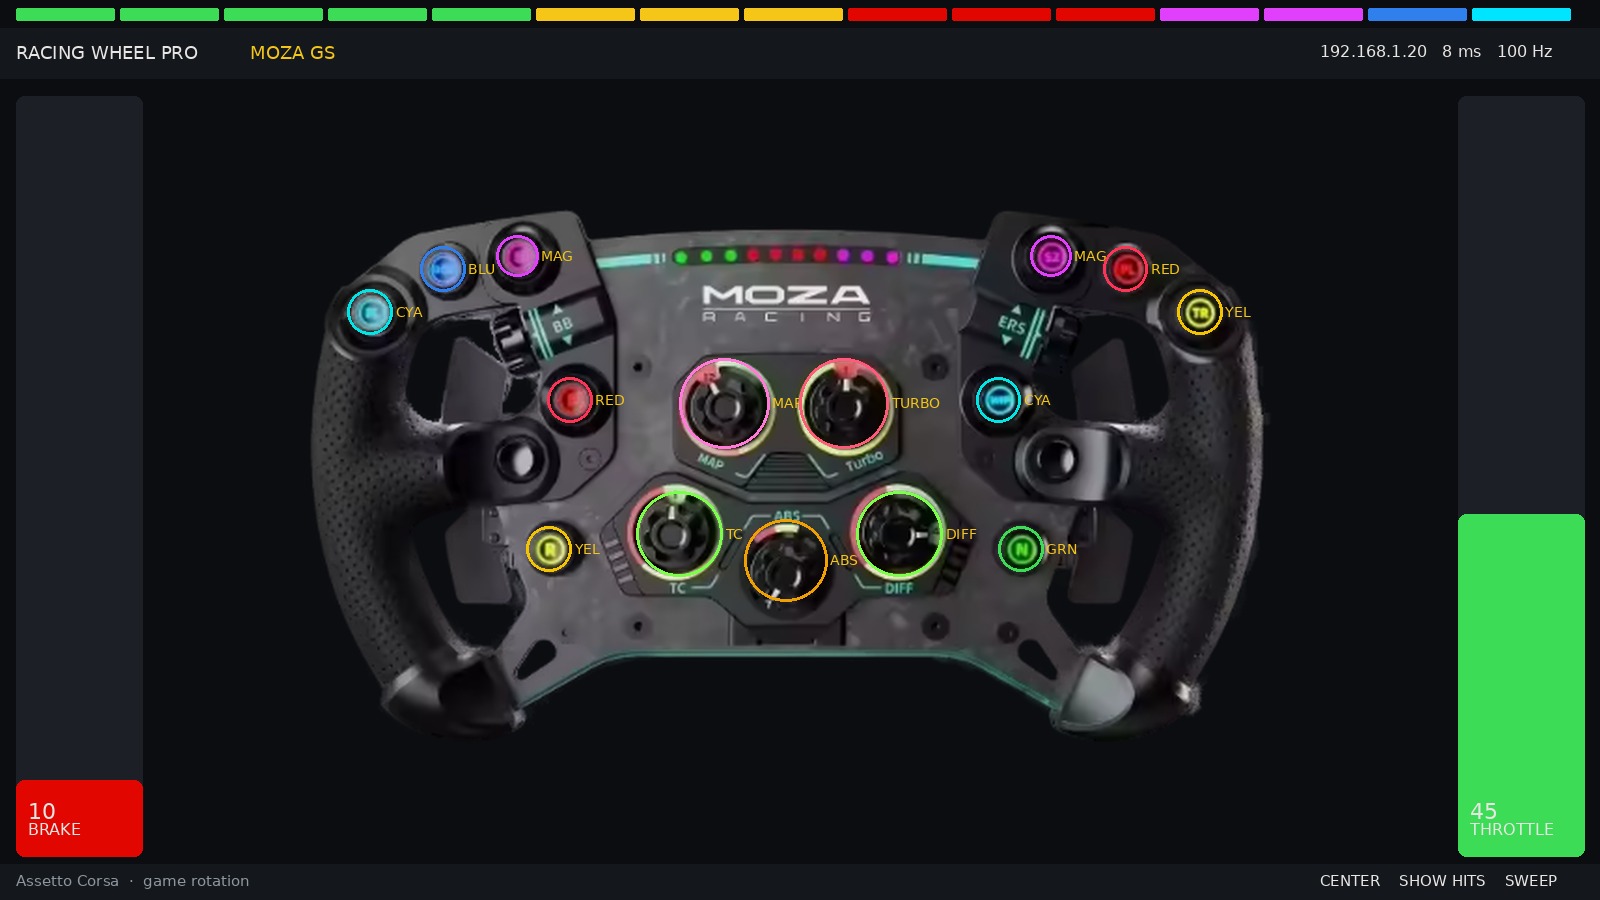 RACING WHEEL PRO MOZA GS 192.168.1.20 8 ms 100 Hz
MAG MAG
BLU RED
CYA YEL
MOZA
RACING
BB ERS
RED MAP TURBO CYA
MAP Turbo
ABS
YEL TC DIFF GRN
R N
ABS
TC DIFF
10
BRAKE
45
THROTTLE
Assetto Corsa · game rotation CENTER SHOW HITS SWEEP